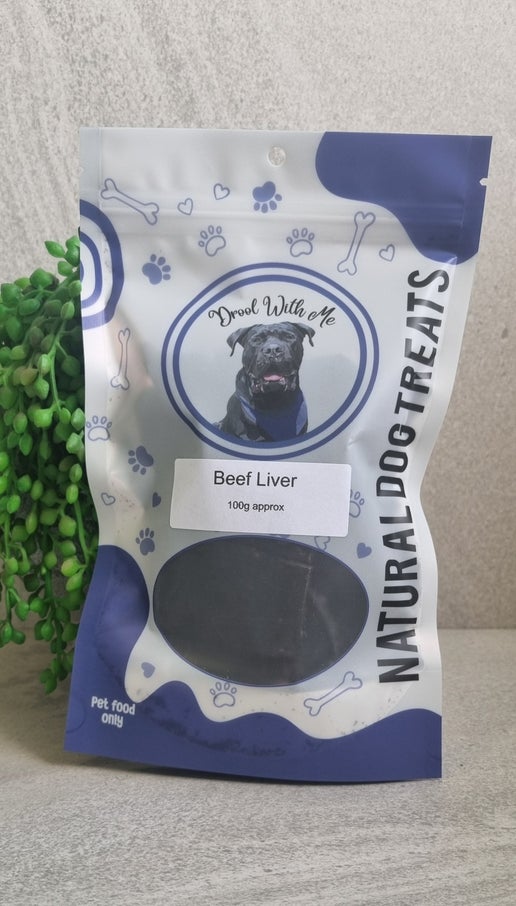 Drool With Me
NATURAL DOG TREATS
Beef Liver
100g approx
Pet food
only